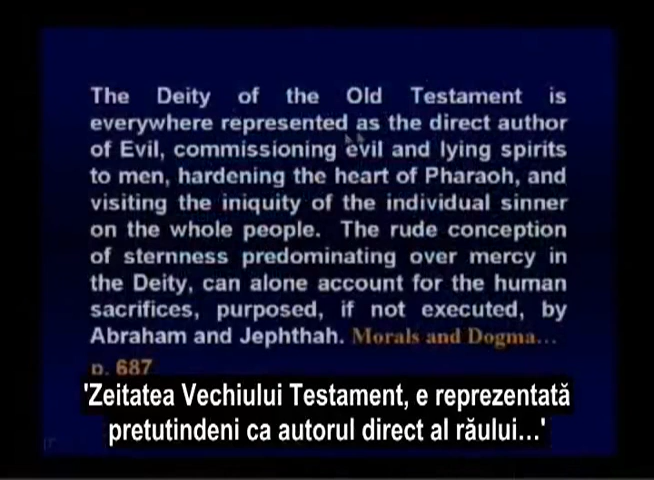 The Deity of the Old Testament is
everywhere represented as the direct author
of Evil, commissioning evil and lying spirits
to men, hardening the heart of Pharaoh, and
visiting the iniquity of the individual sinner
on the whole people. The rude conception
of sternness predominating over mercy in
the Deity, can alone account for the human
sacrifices, purposed, if not executed, by
Abraham and Jephthah. Morals and Dogma...
p. 687
'Zeitatea Vechiului Testament, e reprezentată
pretutindeni ca autorul direct al răului...'